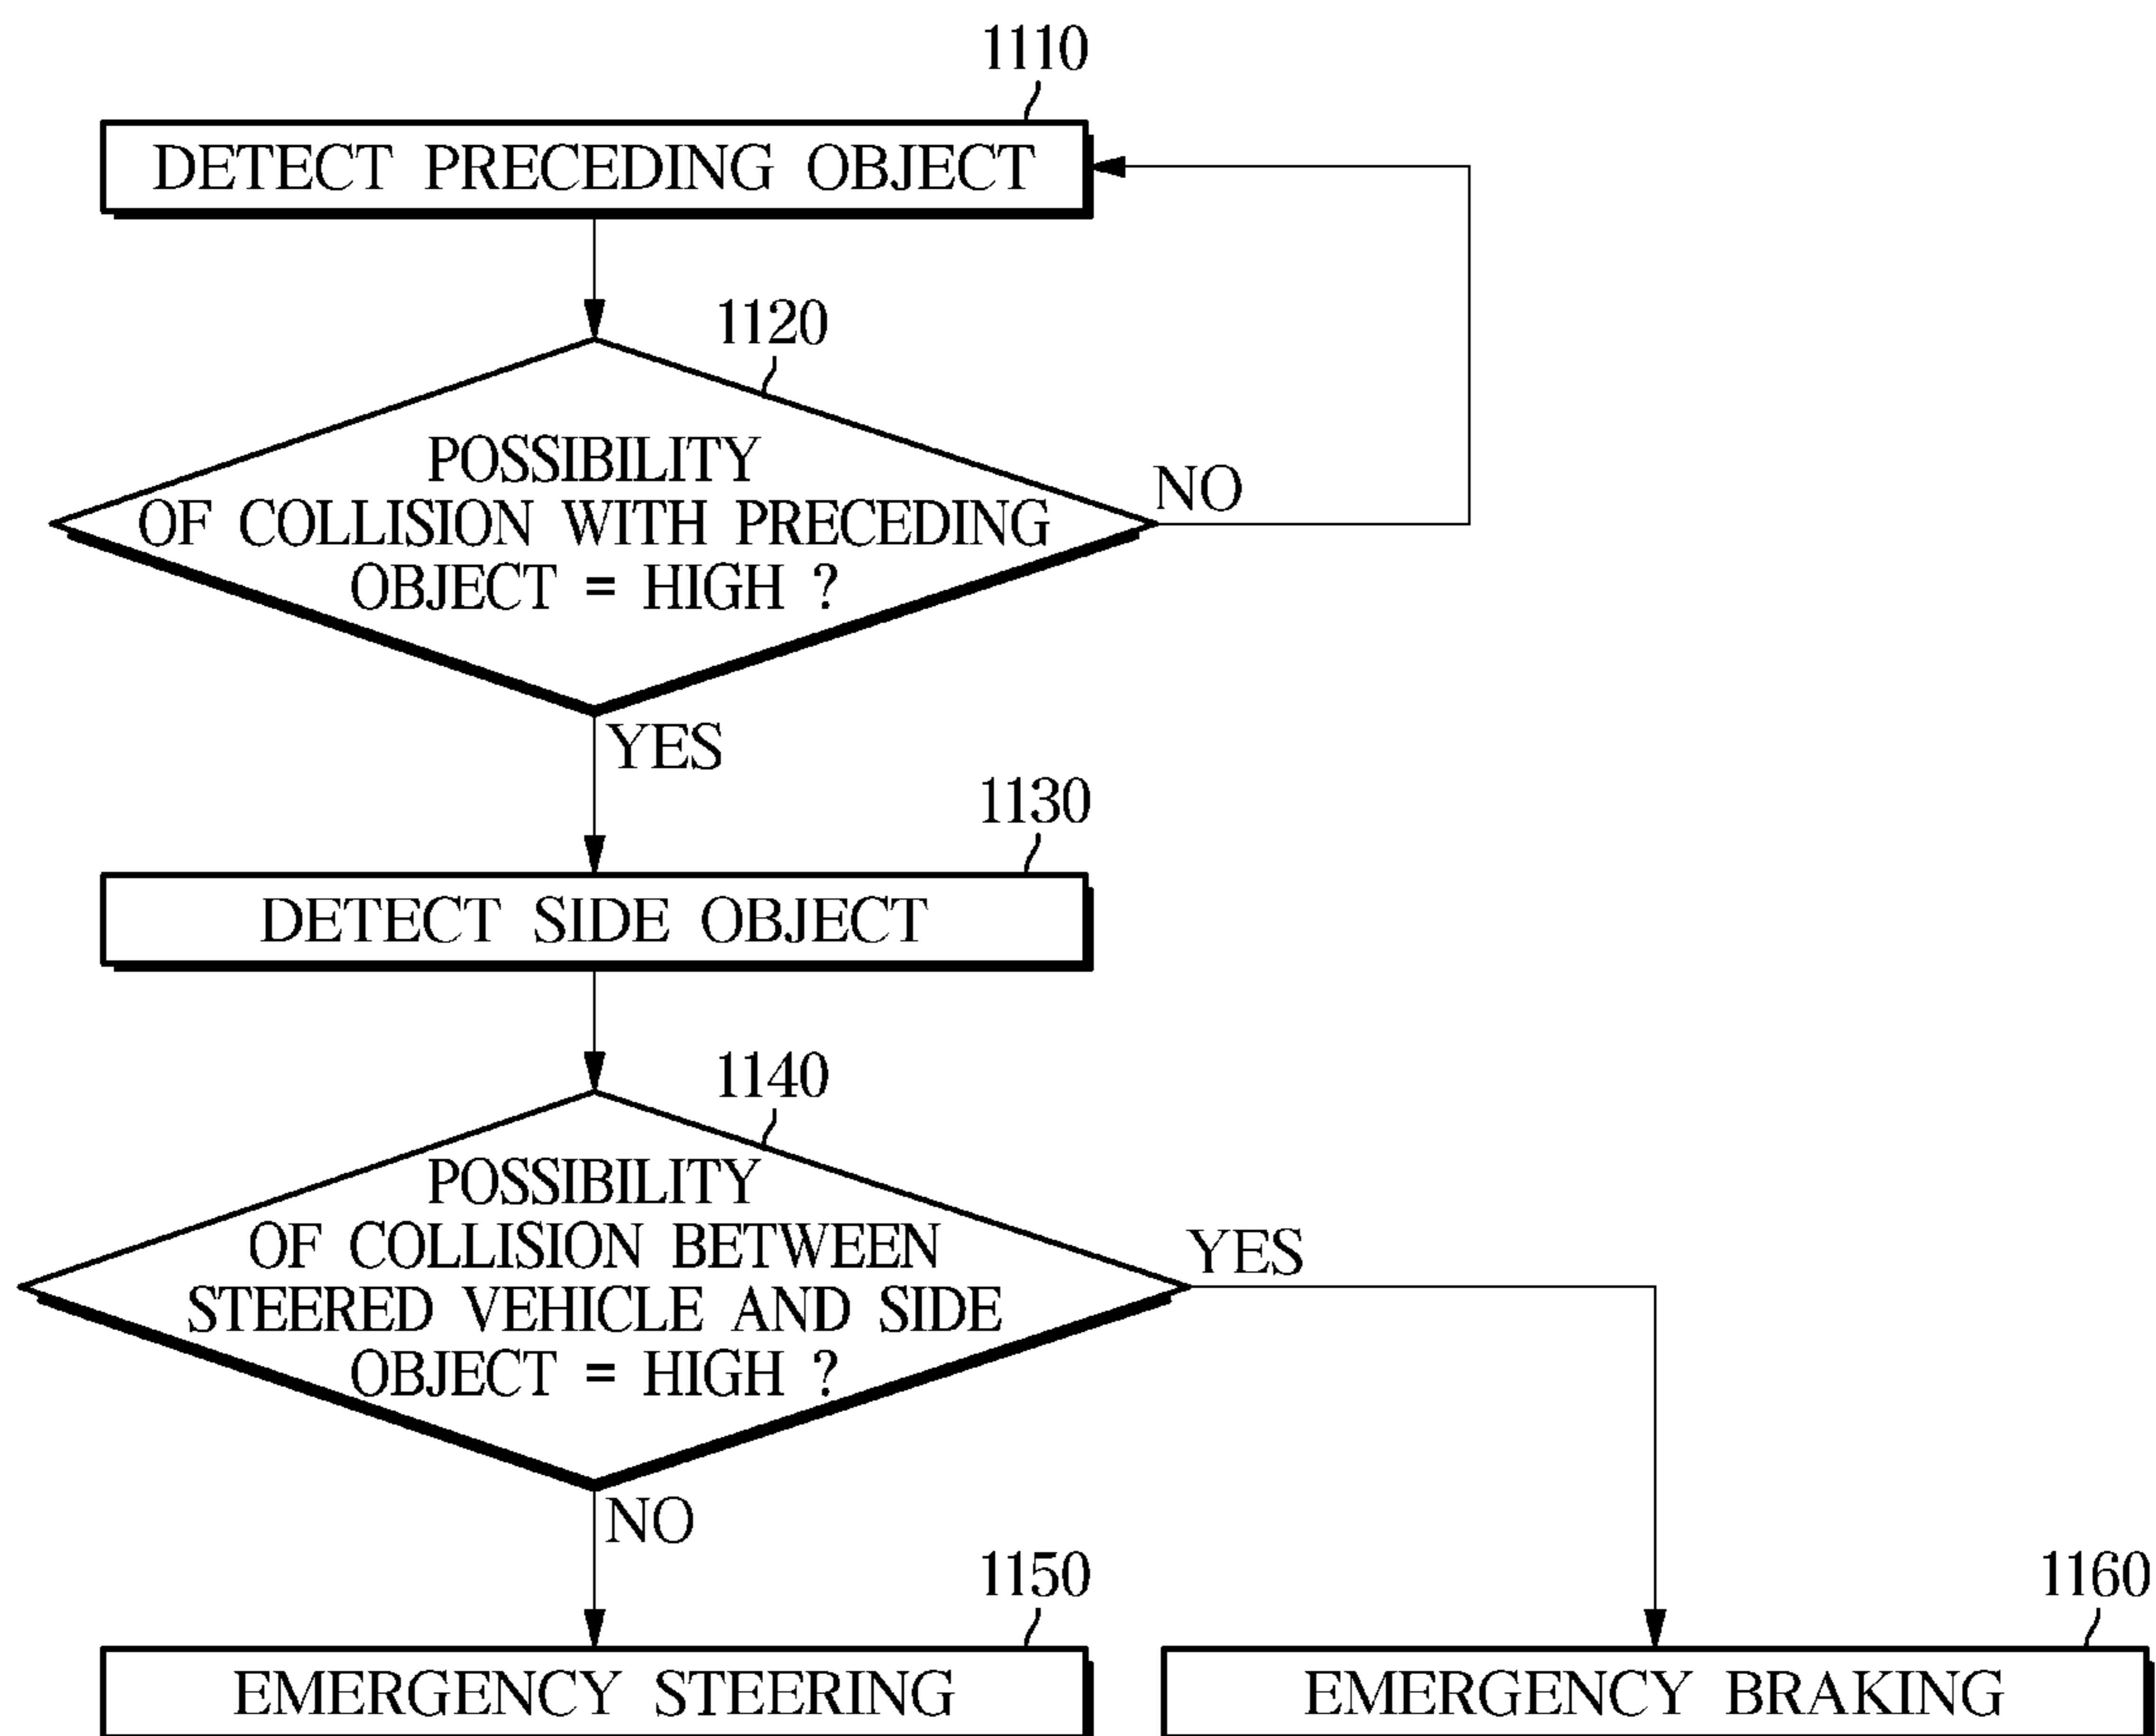 1110
DETECT PRECEDING OBJECT
1120
POSSIBILITY
OF COLLISION WITH PRECEDING
OBJECT = HIGH ?
NO
YES
1130
DETECT SIDE OBJECT
1140
POSSIBILITY
OF COLLISION BETWEEN
STEERED VEHICLE AND SIDE
OBJECT = HIGH ?
YES
NO
1150
EMERGENCY STEERING
1160
EMERGENCY BRAKING